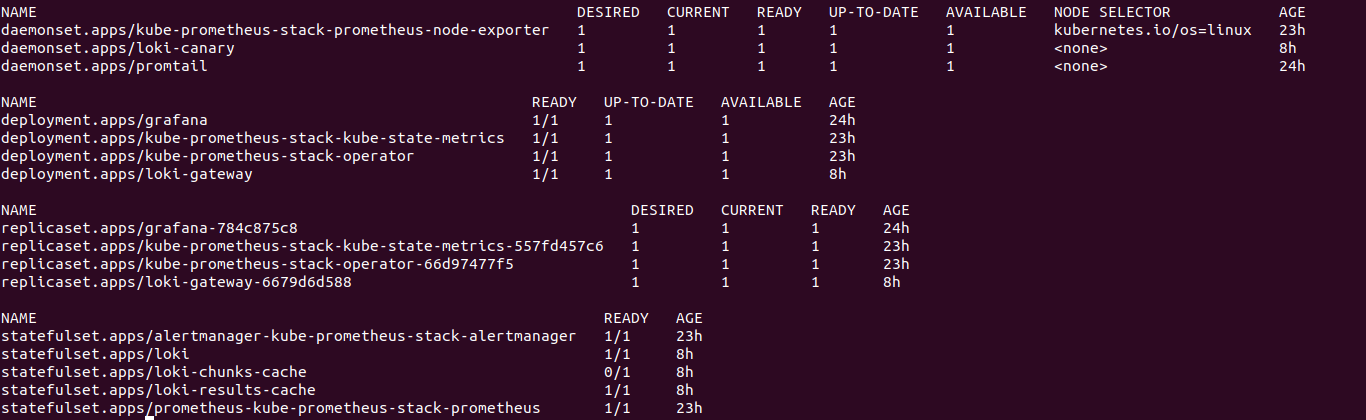 NAME DESIRED CURRENT READY UP-TO-DATE AVAILABLE NODE SELECTOR AGE
daemonset.apps/kube-prometheus-stack-prometheus-node-exporter 1 1 1 1 1 kubernetes.io/os=linux 23h
daemonset.apps/loki-canary 1 1 1 1 1 <none> 8h
daemonset.apps/promtail 1 1 1 1 1 <none> 24h
NAME READY UP-TO-DATE AVAILABLE AGE
deployment.apps/grafana 1/1 1 1 24h
deployment.apps/kube-prometheus-stack-kube-state-metrics 1/1 1 1 23h
deployment.apps/kube-prometheus-stack-operator 1/1 1 1 23h
deployment.apps/loki-gateway 1/1 1 1 8h
NAME DESIRED CURRENT READY AGE
replicaset.apps/grafana-784c875c8 1 1 1 24h
replicaset.apps/kube-prometheus-stack-kube-state-metrics-557fd457c6 1 1 1 23h
replicaset.apps/kube-prometheus-stack-operator-66d97477f5 1 1 1 23h
replicaset.apps/loki-gateway-6679d6d588 1 1 1 8h
NAME READY AGE
statefulset.apps/alertmanager-kube-prometheus-stack-alertmanager 1/1 23h
statefulset.apps/loki 1/1 8h
statefulset.apps/loki-chunks-cache 0/1 8h
statefulset.apps/loki-results-cache 1/1 8h
statefulset.apps/prometheus-kube-prometheus-stack-prometheus 1/1 23h